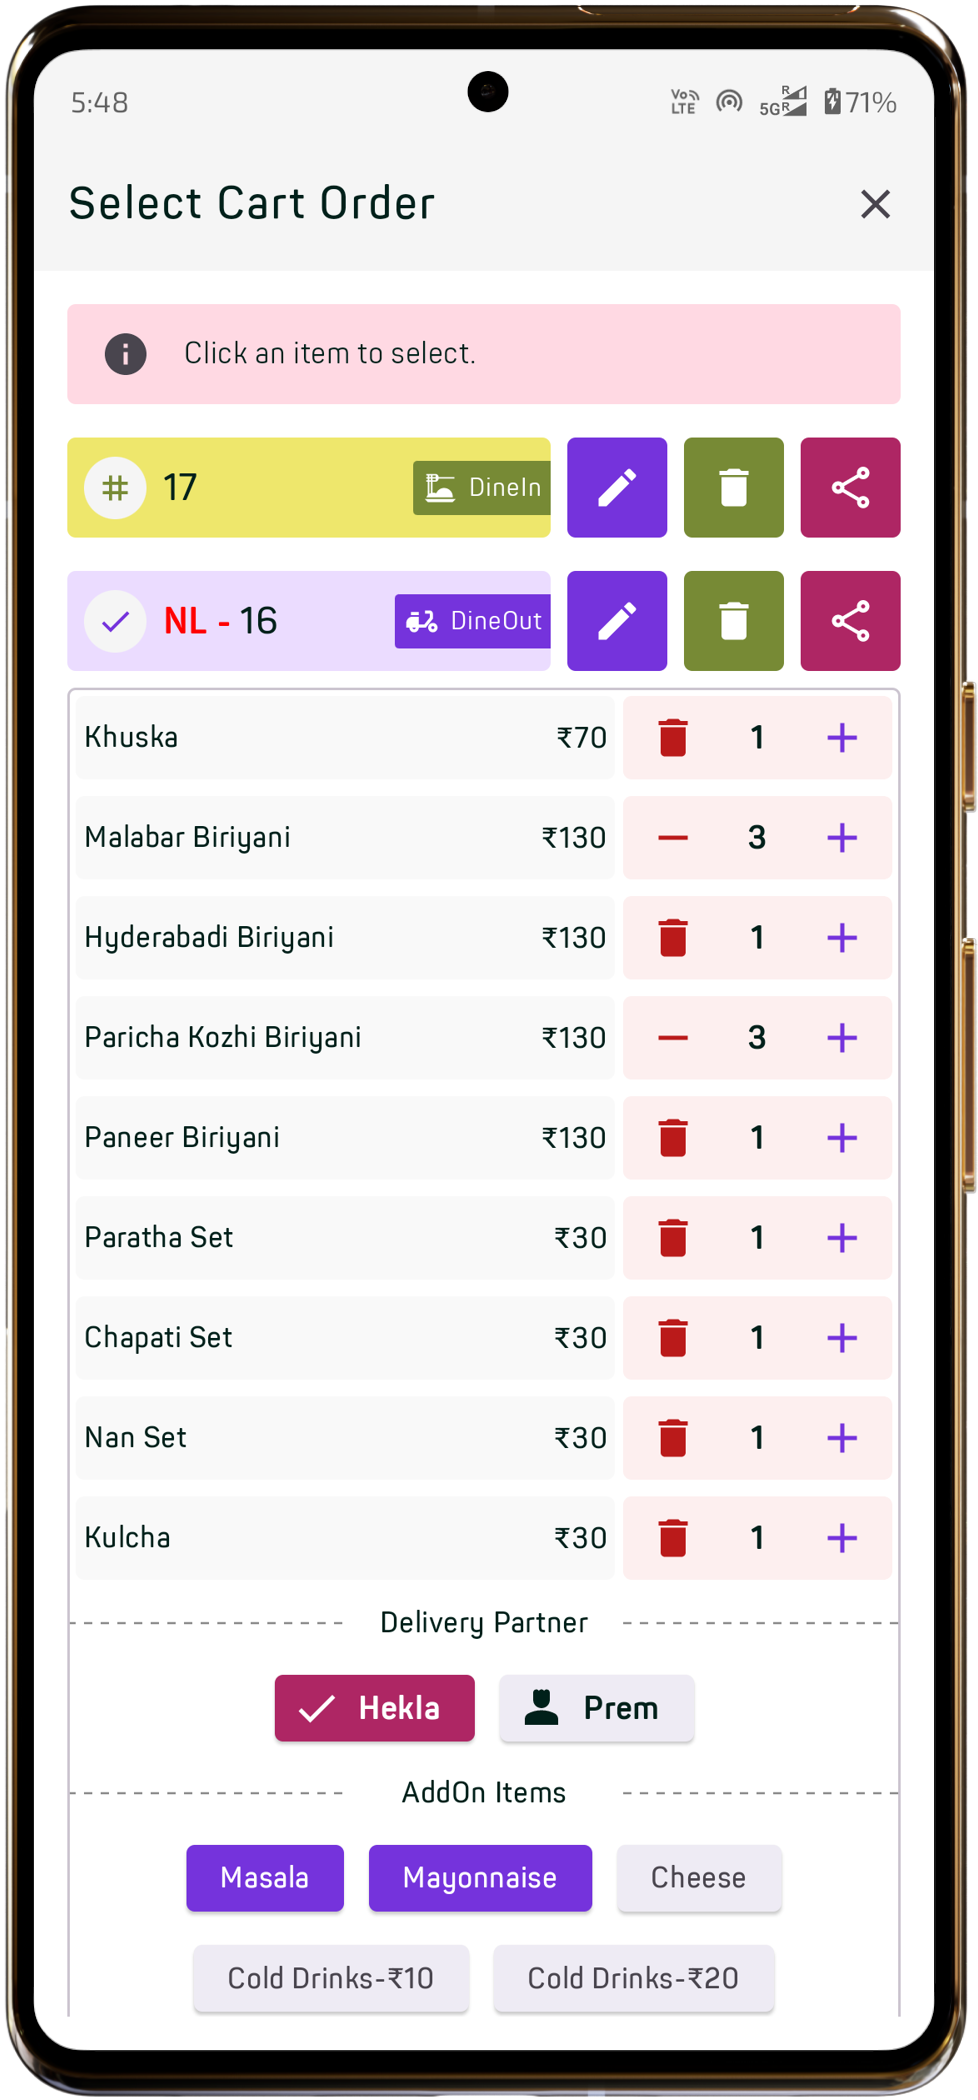 5:48
Vo LTE 5G R R 71%
Select Cart Order
Click an item to select.
# 17 DineIn
NL - 16 DineOut
Khuska ₹70 1 +
Malabar Biriyani ₹130 — 3 +
Hyderabadi Biriyani ₹130 1 +
Paricha Kozhi Biriyani ₹130 — 3 +
Paneer Biriyani ₹130 1 +
Paratha Set ₹30 1 +
Chapati Set ₹30 1 +
Nan Set ₹30 1 +
Kulcha ₹30 1 +
Delivery Partner
Hekla Prem
AddOn Items
Masala Mayonnaise Cheese
Cold Drinks-₹10 Cold Drinks-₹20